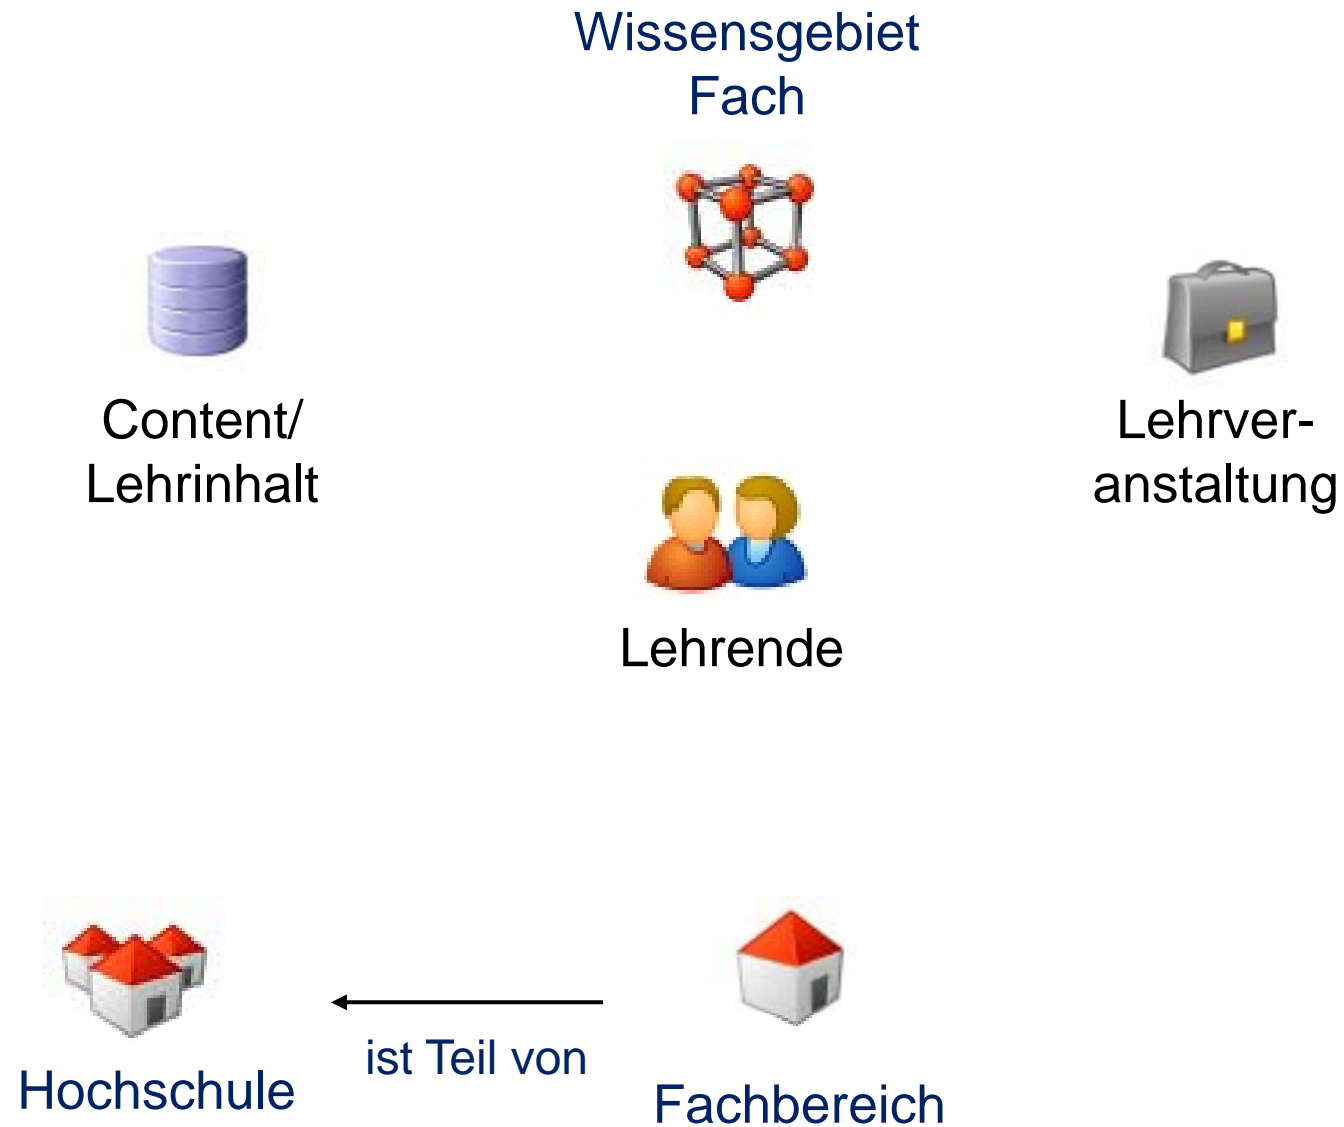 Wissensgebiet
Fach
Content/
Lehrinhalt
Lehrver-
anstaltung
Lehrende
ist Teil von
Hochschule
Fachbereich